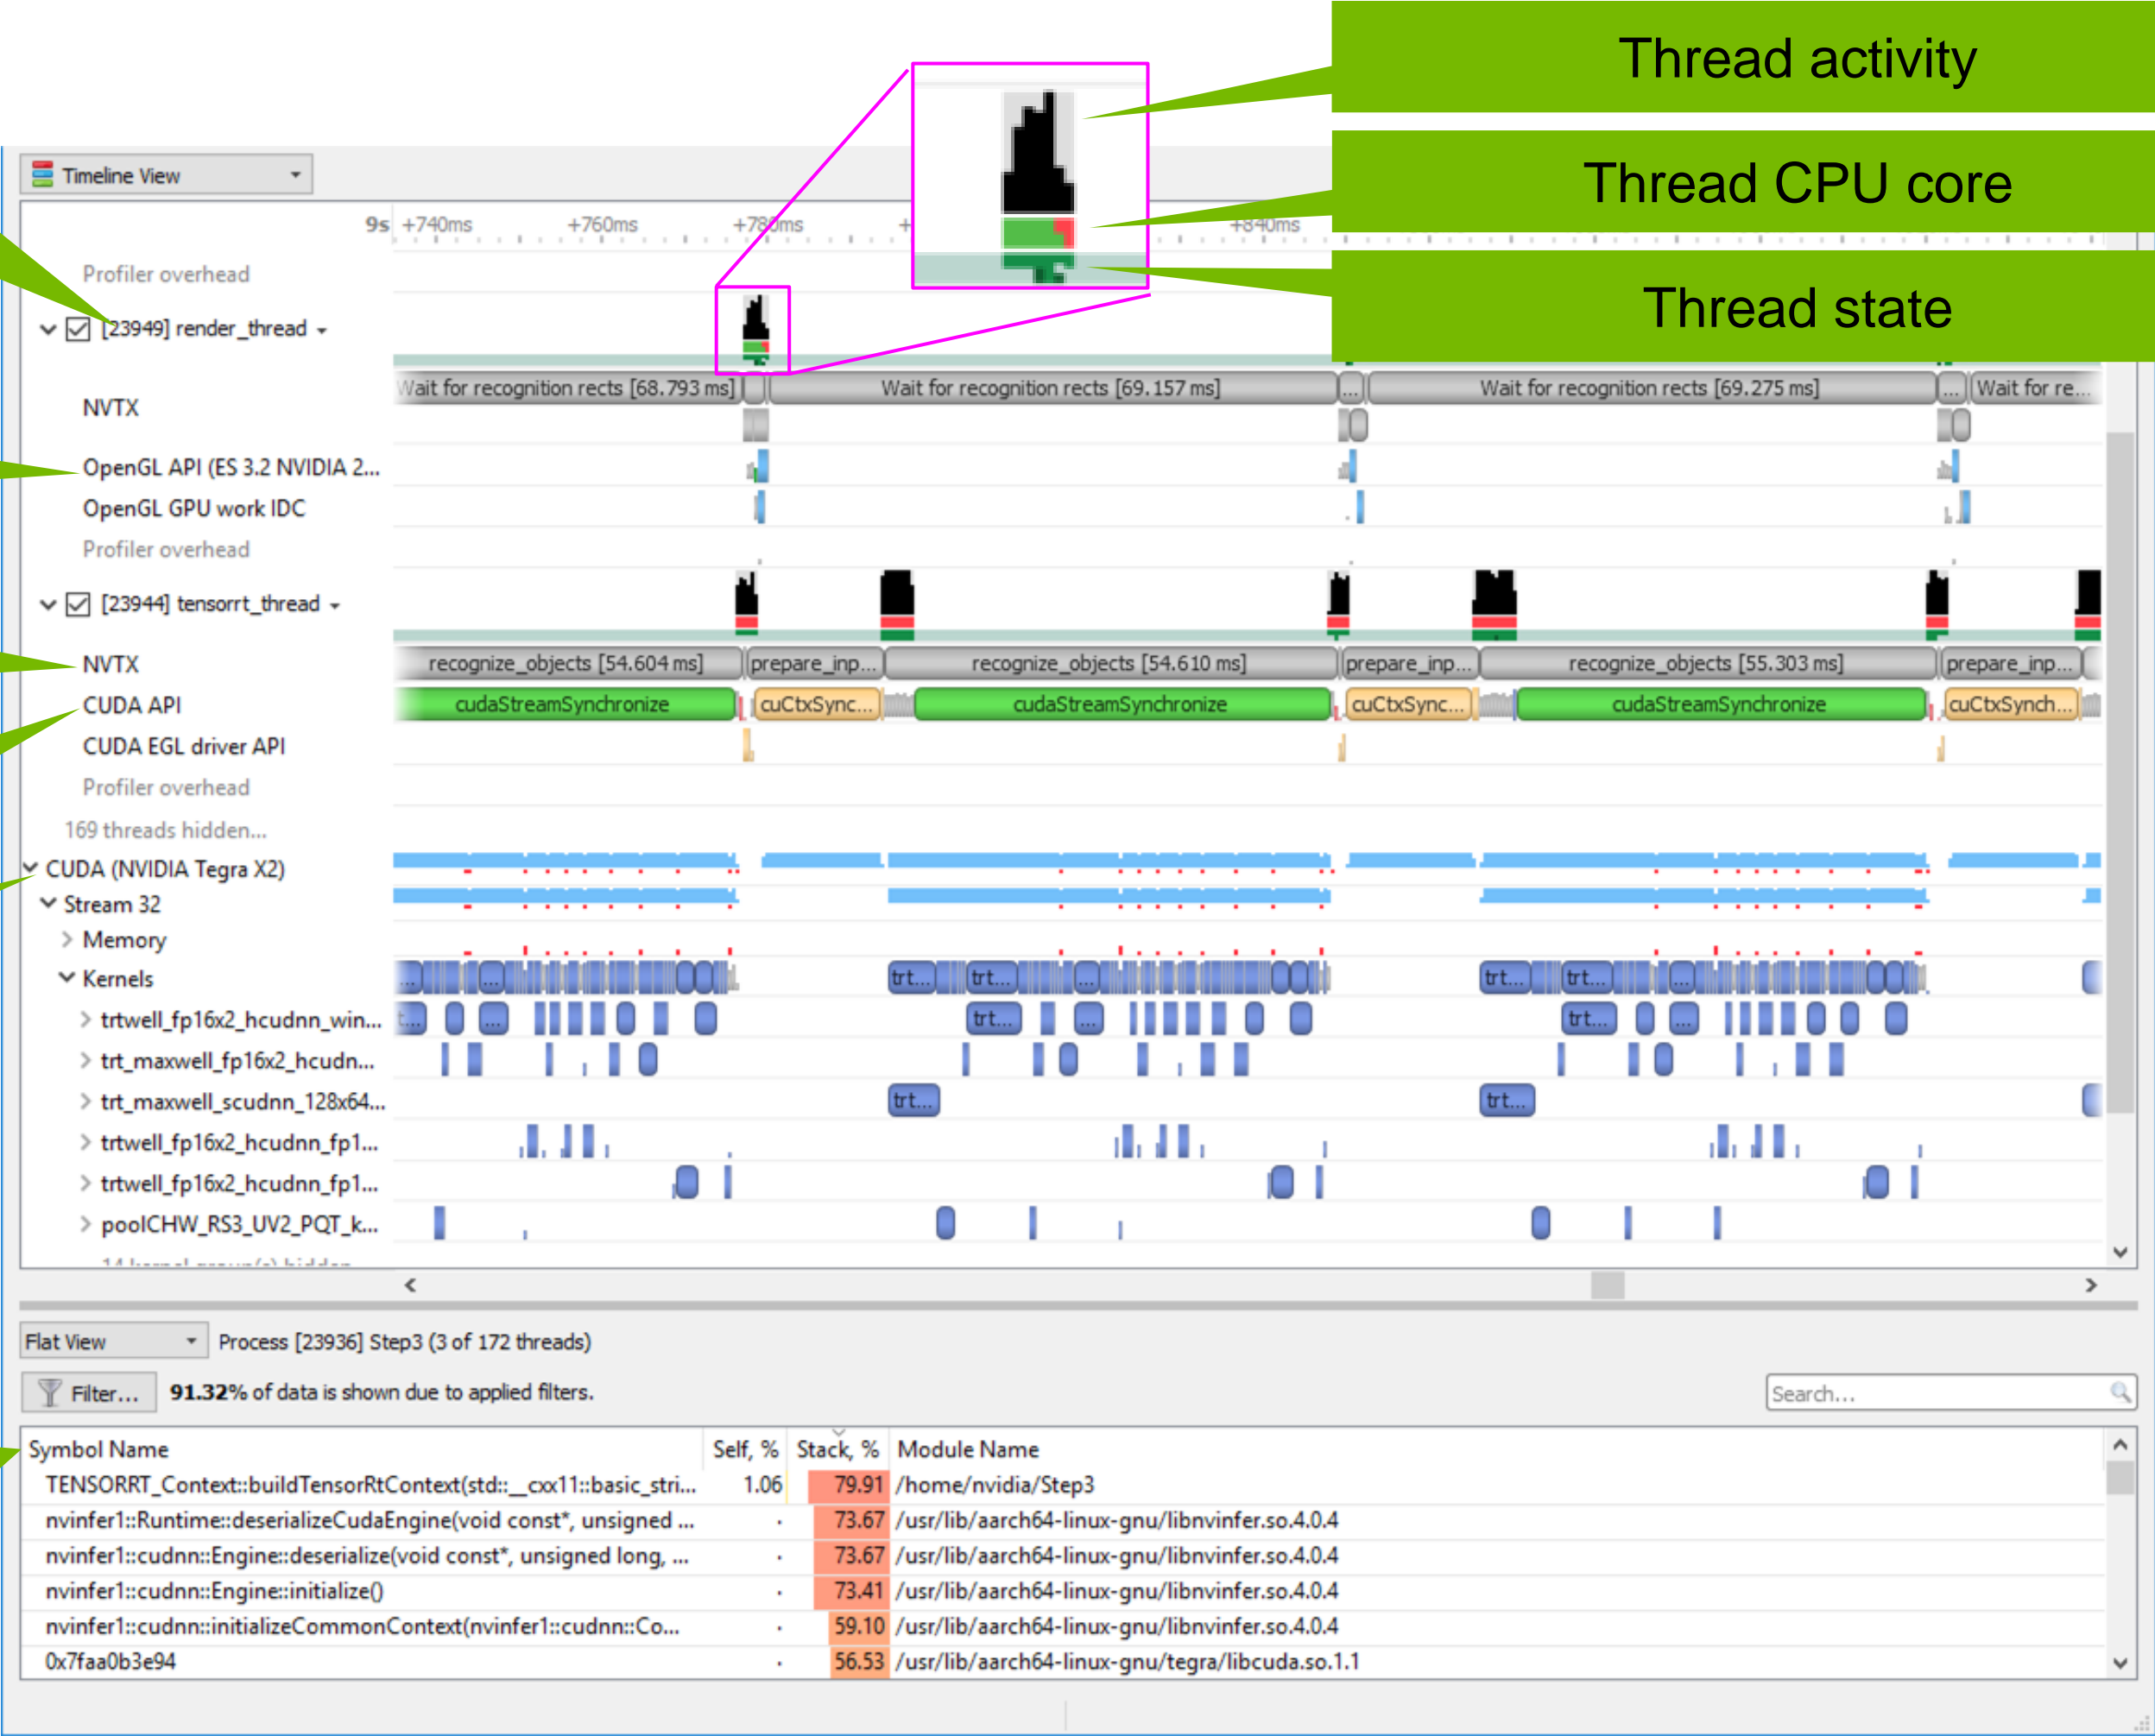 Thread activity
Thread CPU core
Thread state
Timeline View
9s +740ms +760ms +780ms +840ms
Profiler overhead
[23949] render_thread
NVTX
Wait for recognition rects [68.793 ms] Wait for recognition rects [69.157 ms] ... Wait for recognition rects [69.275 ms] ... Wait for re...
OpenGL API (ES 3.2 NVIDIA 2...
OpenGL GPU work IDC
Profiler overhead
[23944] tensorrt_thread
NVTX recognize_objects [54.604 ms] prepare_inp... recognize_objects [54.610 ms] prepare_inp... recognize_objects [55.303 ms] prepare_inp...
CUDA API cudaStreamSynchronize cuCtxSync... cudaStreamSynchronize cuCtxSync... cudaStreamSynchronize cuCtxSynch...
CUDA EGL driver API
Profiler overhead
169 threads hidden...
CUDA (NVIDIA Tegra X2)
Stream 32
Memory
Kernels ... ... trt... trt... ... trt... trt... ...
trtwell_fp16x2_hcudnn_win... t... ... trt... ... trt... ...
trt_maxwell_fp16x2_hcudn...
trt_maxwell_scudnn_128x64... trt... trt...
trtwell_fp16x2_hcudnn_fp1...
trtwell_fp16x2_hcudnn_fp1...
poolCHW_RS3_UV2_PQT_k...
Flat View Process [23936] Step3 (3 of 172 threads)
Filter... 91.32% of data is shown due to applied filters. Search...
Symbol Name Self, % Stack, % Module Name
TENSORRT_Context::buildTensorRtContext(std::__cxx11::basic_stri... 1.06 79.91 /home/nvidia/Step3
nvinfer1::Runtime::deserializeCudaEngine(void const*, unsigned ... · 73.67 /usr/lib/aarch64-linux-gnu/libnvinfer.so.4.0.4
nvinfer1::cudnn::Engine::deserialize(void const*, unsigned long, ... · 73.67 /usr/lib/aarch64-linux-gnu/libnvinfer.so.4.0.4
nvinfer1::cudnn::Engine::initialize() · 73.41 /usr/lib/aarch64-linux-gnu/libnvinfer.so.4.0.4
nvinfer1::cudnn::initializeCommonContext(nvinfer1::cudnn::Co... · 59.10 /usr/lib/aarch64-linux-gnu/libnvinfer.so.4.0.4
0x7faa0b3e94 · 56.53 /usr/lib/aarch64-linux-gnu/tegra/libcuda.so.1.1